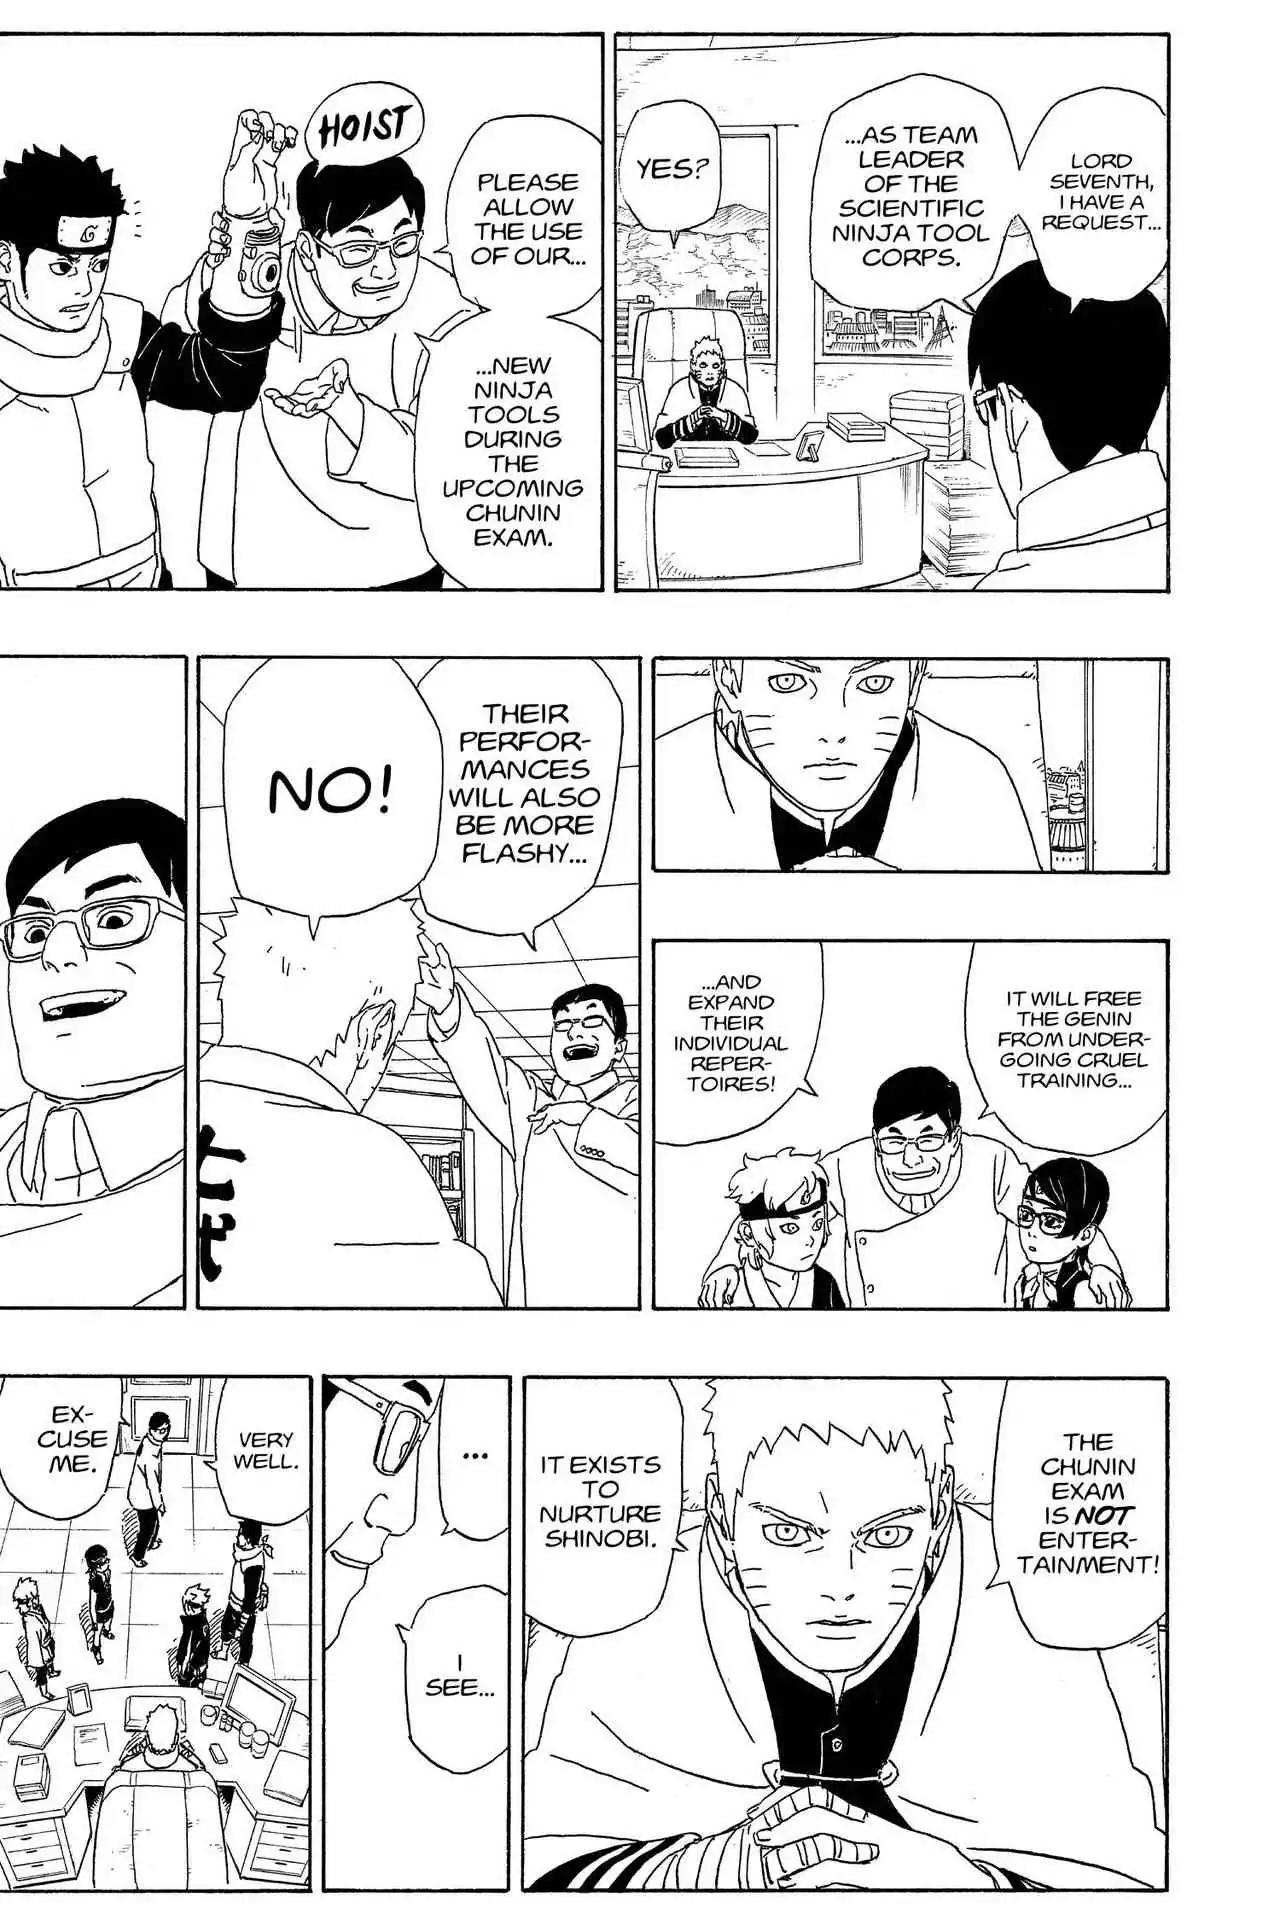 LORD
SEVENTH,
I HAVE A
REQUEST...
...AS TEAM
LEADER
OF THE
SCIENTIFIC
NINJA TOOL
CORPS.
YES?
HOIST
PLEASE
ALLOW
THE USE
OF OUR...
...NEW
NINJA
TOOLS
DURING
THE
UPCOMING
CHUNIN
EXAM.
IT WILL FREE
THE GENIN
FROM UNDER-
GOING CRUEL
TRAINING...
...AND
EXPAND
THEIR
INDIVIDUAL
REPER-
TOIRES!
THEIR
PERFOR-
MANCES
WILL ALSO
BE MORE
FLASHY...
NO!
七代
THE
CHUNIN
EXAM
IS NOT
ENTER-
TAINMENT!
IT EXISTS
TO
NURTURE
SHINOBI.
...
I
SEE...
VERY
WELL.
EX-
CUSE
ME.